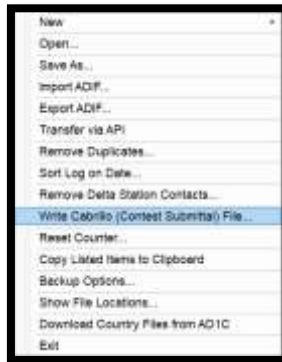 New
Open...
Save As...
Import ADIF...
Export ADIF...
Transfer via API
Remove Duplicates...
Sort Log on Date...
Remove Delta Station Contacts...
Write Cabrillo (Contest Submittal) File...
Reset Counter...
Copy Listed Items to Clipboard
Backup Options...
Show File Locations...
Download Country Files from AD1C
Exit